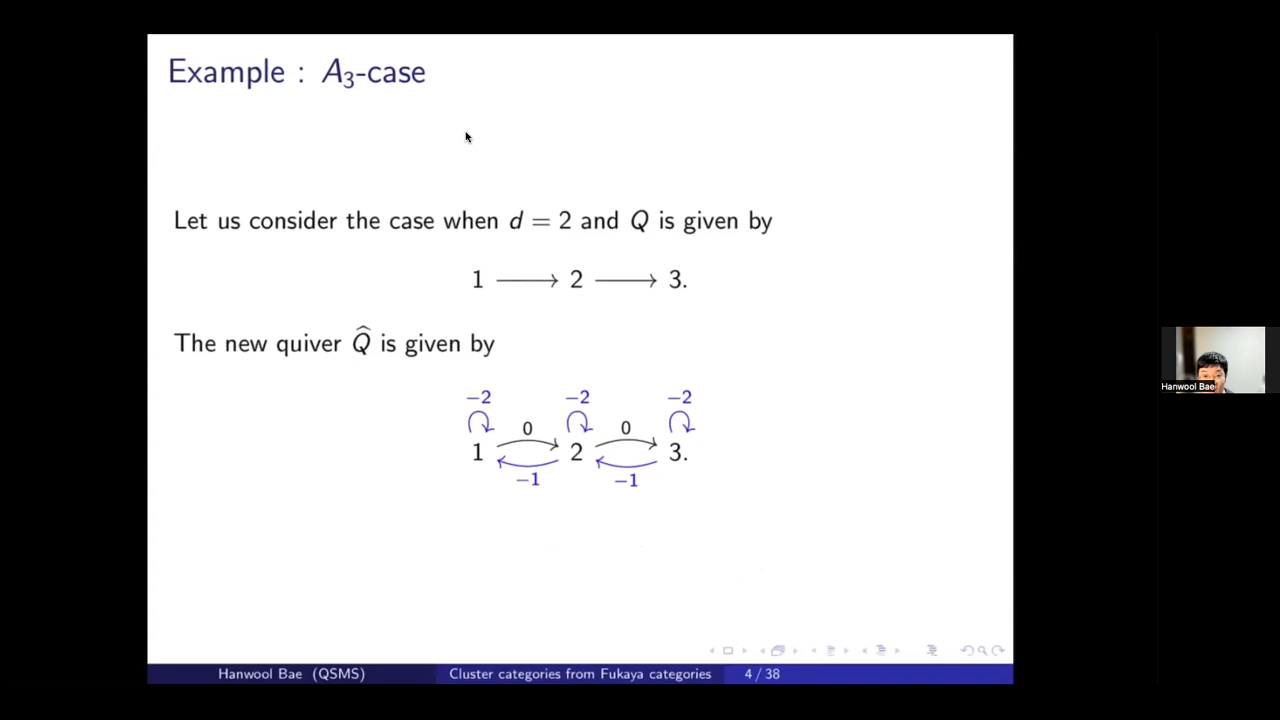 Example : A₃-case
Let us consider the case when d = 2 and Q is given by
1 ⟶ 2 ⟶ 3.
The new quiver Q̂ is given by
−2 −2 −2
0 0
1 2 3.
−1 −1
Hanwool Bae
Hanwool Bae (QSMS) Cluster categories from Fukaya categories 4 / 38